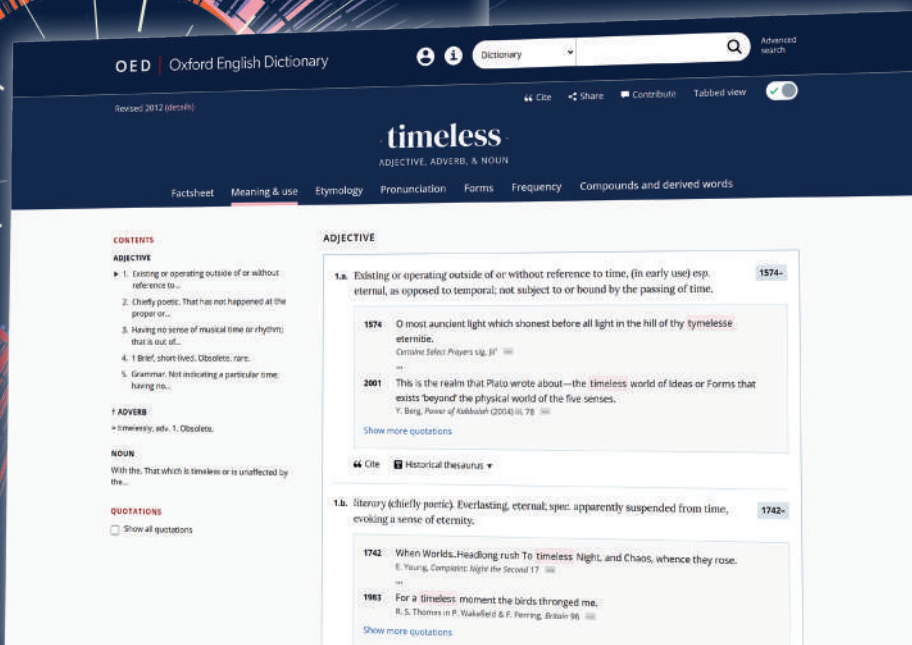 OED | Oxford English Dictionary
Dictionary
Advanced
search
Revised 2012 (details)
Cite
Share
Contribute
Tabbed view
timeless
ADJECTIVE, ADVERB, & NOUN
Factsheet
Meaning & use
Etymology
Pronunciation
Forms
Frequency
Compounds and derived words
CONTENTS
ADJECTIVE
1. Existing or operating outside of or without
reference to...
2. Chiefly poetic. That has not happened at the
proper or...
3. Having no sense of musical time or rhythm;
that is out of...
4. † Brief, short-lived. Obsolete. rare.
5. Grammar. Not indicating a particular time;
having no...
† ADVERB
= timelessly, adv. 1. Obsolete.
NOUN
With the. That which is timeless or is unaffected by
the...
QUOTATIONS
Show all quotations
ADJECTIVE
1.a. Existing or operating outside of or without reference to time, (in early use) esp.
eternal, as opposed to temporal; not subject to or bound by the passing of time.
1574–
1574 O most auncient light which shonest before all light in the hill of thy tymelesse
eternitie.
Certaine Select Prayers sig.
...
2001 This is the realm that Plato wrote about—the timeless world of Ideas or Forms that
exists 'beyond' the physical world of the five senses.
Y. Berg, Power of Kabbalah (2004) iii. 78
Show more quotations
Cite
Historical thesaurus
1.b. literary (chiefly poetic). Everlasting, eternal; spec. apparently suspended from time,
evoking a sense of eternity.
1742–
1742 When Worlds..Headlong rush To timeless Night, and Chaos, whence they rose.
E. Young, Complaint: Night the Second 17
...
1983 For a timeless moment the birds thronged me.
R. S. Thomas in P. Wakefield & F. Perring, Britain 96
Show more quotations